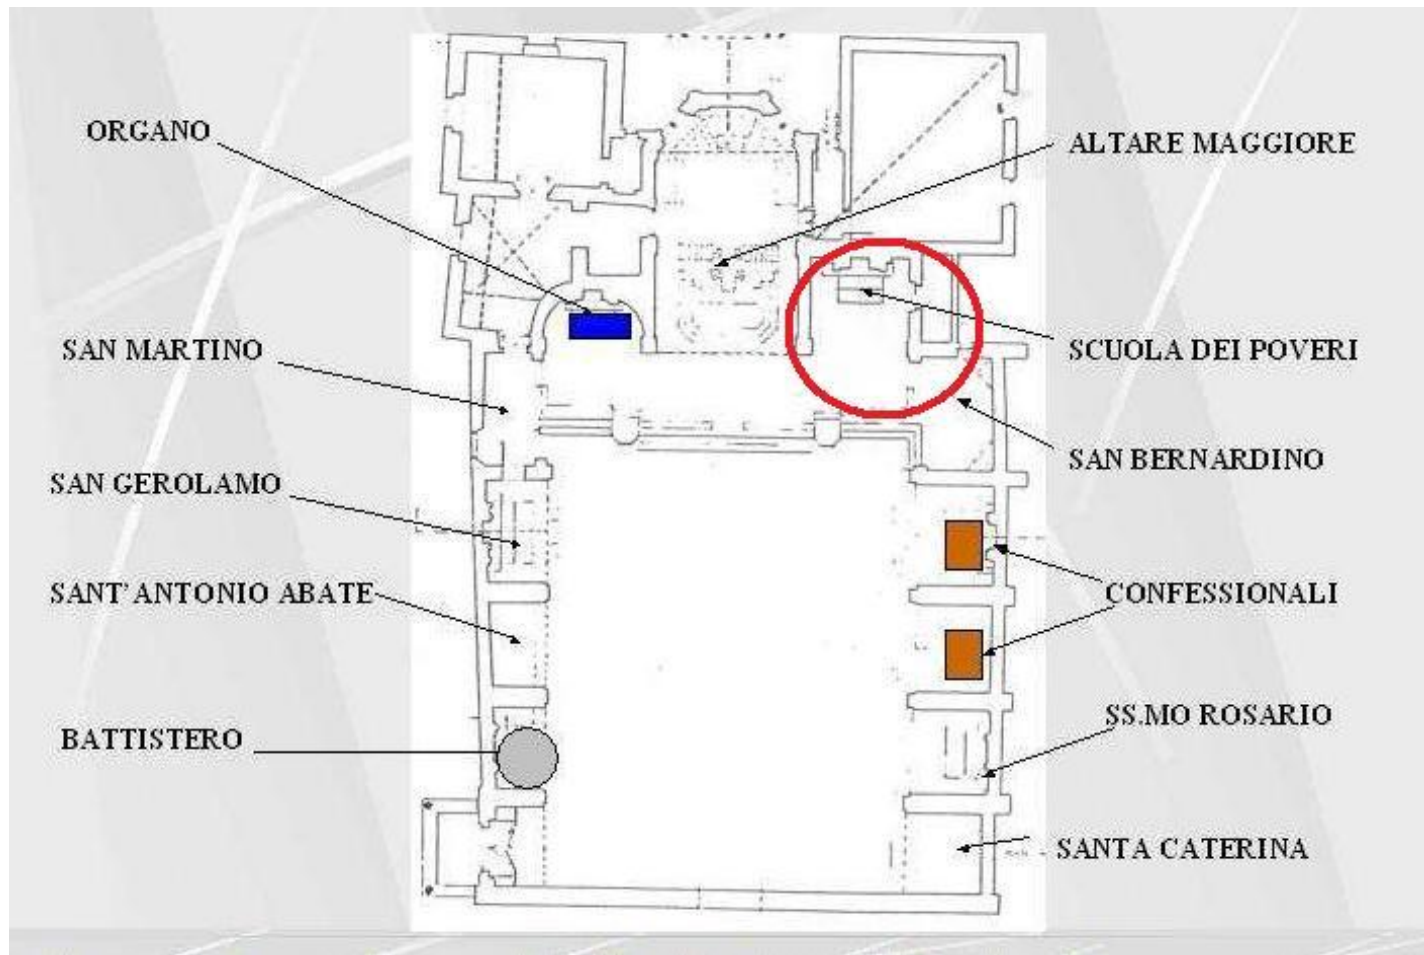 ORGANO
ALTARE MAGGIORE
SAN MARTINO
SCUOLA DEI POVERI
SAN BERNARDINO
SAN GEROLAMO
SANT'ANTONIO ABATE
CONFESSIONALI
SS.MO ROSARIO
BATTISTERO
SANTA CATERINA